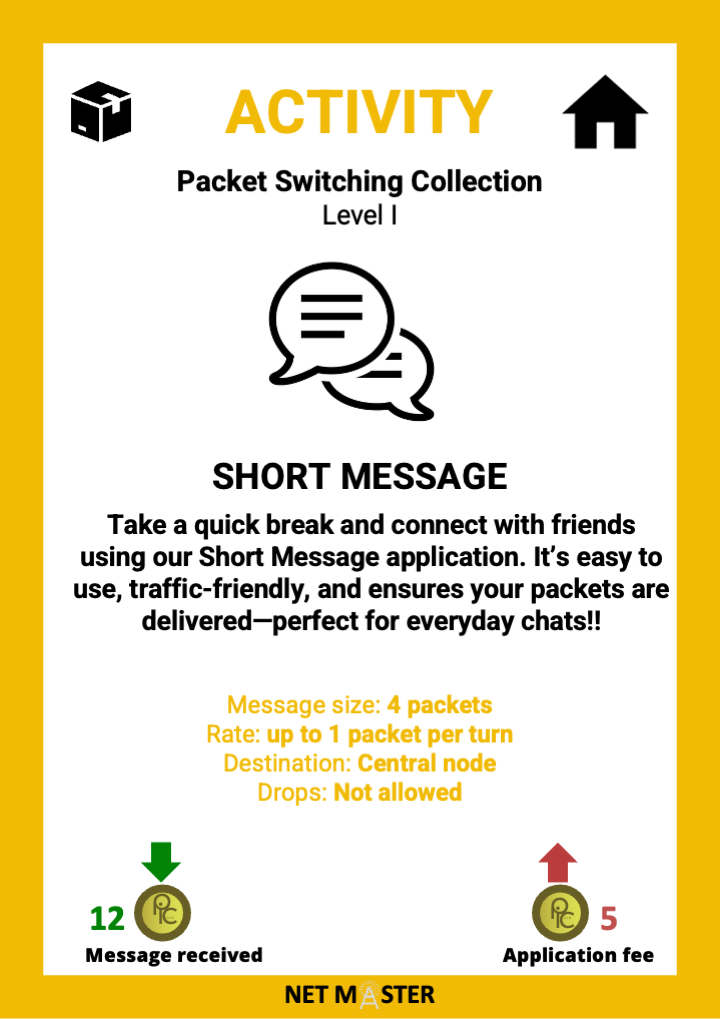 ACTIVITY
Packet Switching Collection
Level I
SHORT MESSAGE
Take a quick break and connect with friends
using our Short Message application. It’s easy to
use, traffic-friendly, and ensures your packets are
delivered—perfect for everyday chats!!
Message size: 4 packets
Rate: up to 1 packet per turn
Destination: Central node
Drops: Not allowed
12
5
Message received
Application fee
NET MASTER